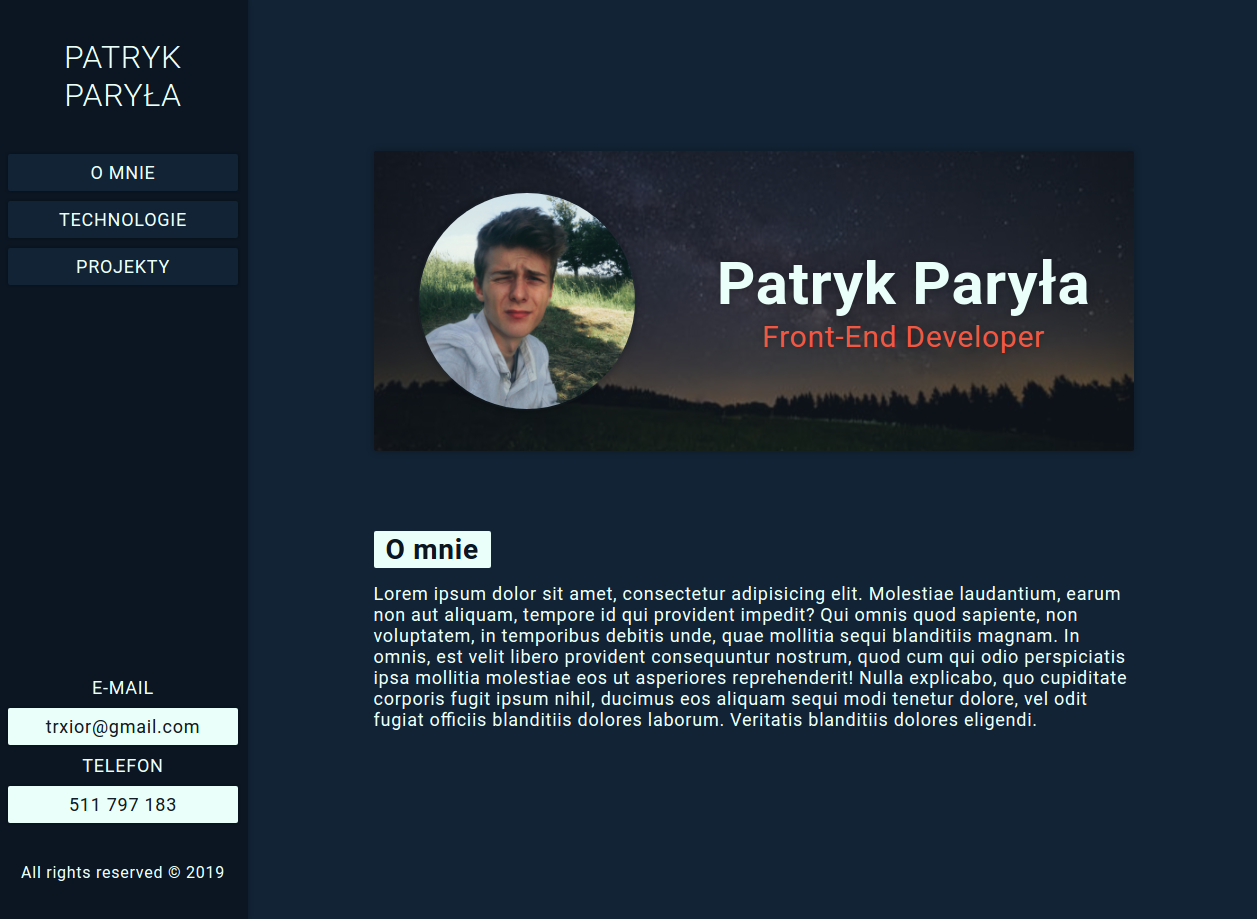 PATRYK
PARYŁA
O MNIE
TECHNOLOGIE
PROJEKTY
E-MAIL
trxior@gmail.com
TELEFON
511 797 183
All rights reserved © 2019
Patryk Paryła
Front-End Developer
O mnie
Lorem ipsum dolor sit amet, consectetur adipisicing elit. Molestiae laudantium, earum
non aut aliquam, tempore id qui provident impedit? Qui omnis quod sapiente, non
voluptatem, in temporibus debitis unde, quae mollitia sequi blanditiis magnam. In
omnis, est velit libero provident consequuntur nostrum, quod cum qui odio perspiciatis
ipsa mollitia molestiae eos ut asperiores reprehenderit! Nulla explicabo, quo cupiditate
corporis fugit ipsum nihil, ducimus eos aliquam sequi modi tenetur dolore, vel odit
fugiat officiis blanditiis dolores laborum. Veritatis blanditiis dolores eligendi.